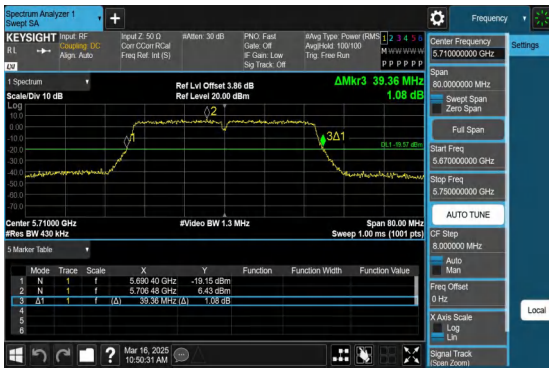 Spectrum Analyzer 1
Swept SA
Frequency
KEYSIGHT
Input: RF
Input Z: 50 Ω
#Atten: 30 dB
PNO: Fast
#Avg Type: Power (RMS
1 2 3 4 5 6
RL
Coupling: DC
Corr CCorr RCal
Gate: Off
Avg|Hold: 100/100
M W W W W W
Align: Auto
Freq Ref: Int (S)
IF Gain: Low
Trig: Free Run
Sig Track: Off
P P P P P P
LXI
1 Spectrum
Scale/Div 10 dB
Ref Lvl Offset 3.86 dB
Ref Level 20.00 dBm
ΔMkr3 39.36 MHz
1.08 dB
Log
10.0
0.00
-10.0
-20.0
-30.0
-40.0
-50.0
-60.0
-70.0
1
2
3Δ1
DL1 -19.57 dBm
Center 5.71000 GHz
#Video BW 1.3 MHz
Span 80.00 MHz
#Res BW 430 kHz
Sweep 1.00 ms (1001 pts)
5 Marker Table
Mode Trace Scale X Y Function Function Width Function Value
1 N 1 f 5.690 40 GHz -19.15 dBm
2 N 1 f 5.706 48 GHz 6.43 dBm
3 Δ1 1 f (Δ) 39.36 MHz (Δ) 1.08 dB
4
5
6
Mar 16, 2025
10:50:31 AM
Center Frequency
5.710000000 GHz
Settings
Span
80.0000000 MHz
Swept Span
Zero Span
Full Span
Start Freq
5.670000000 GHz
Stop Freq
5.750000000 GHz
AUTO TUNE
CF Step
8.000000 MHz
Auto
Man
Freq Offset
0 Hz
X Axis Scale
Log
Lin
Signal Track
(Span Zoom)
Local